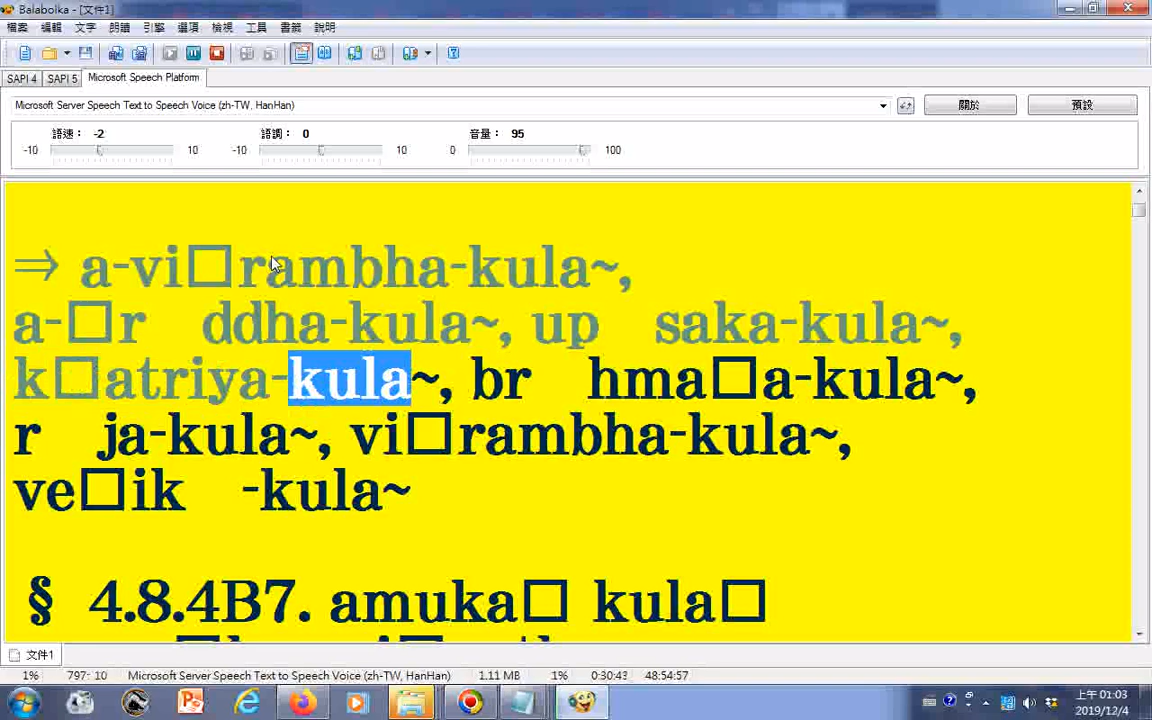 Balabolka - [文件1]
檔案 編輯 文字 朗讀 引擎 選項 檢視 工具 書籤 說明
SAPI 4 SAPI 5 Microsoft Speech Platform
Microsoft Server Speech Text to Speech Voice (zh-TW, HanHan) 關於 預設
語速: -2 語調: 0 音量: 95
-10 10 -10 10 0 100
⇒ a-vi□rambha-kula~,
a-□r ddha-kula~, up saka-kula~,
k□atriya-kula~, br hma□a-kula~,
r ja-kula~, vi□rambha-kula~,
ve□ik -kula~
§ 4.8.4B7. amuka□ kula□
文件1
1% 797: 10 Microsoft Server Speech Text to Speech Voice (zh-TW, HanHan) 1.11 MB 1% 0:30:43 48:54:57
上午 01:03
2019/12/4